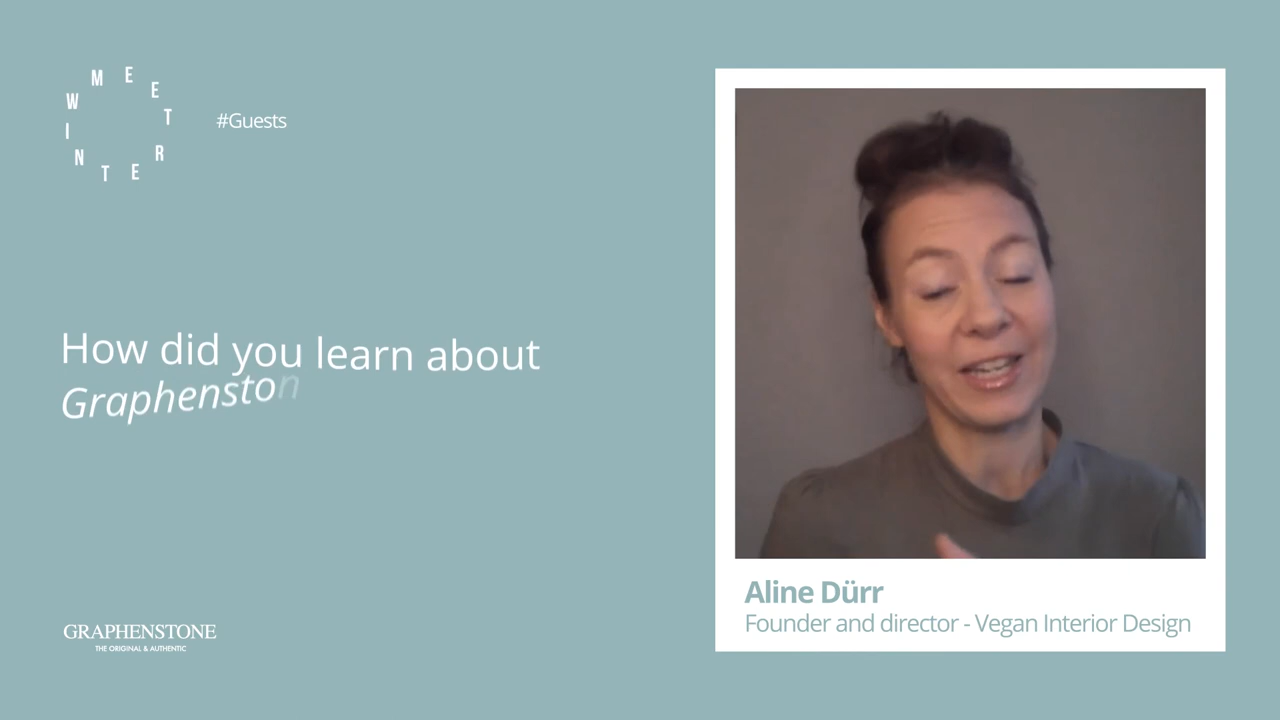 MEET
WINTER
#Guests
How did you learn about
Graphenston
GRAPHENSTONE
THE ORIGINAL & AUTHENTIC
Aline Dürr
Founder and director - Vegan Interior Design